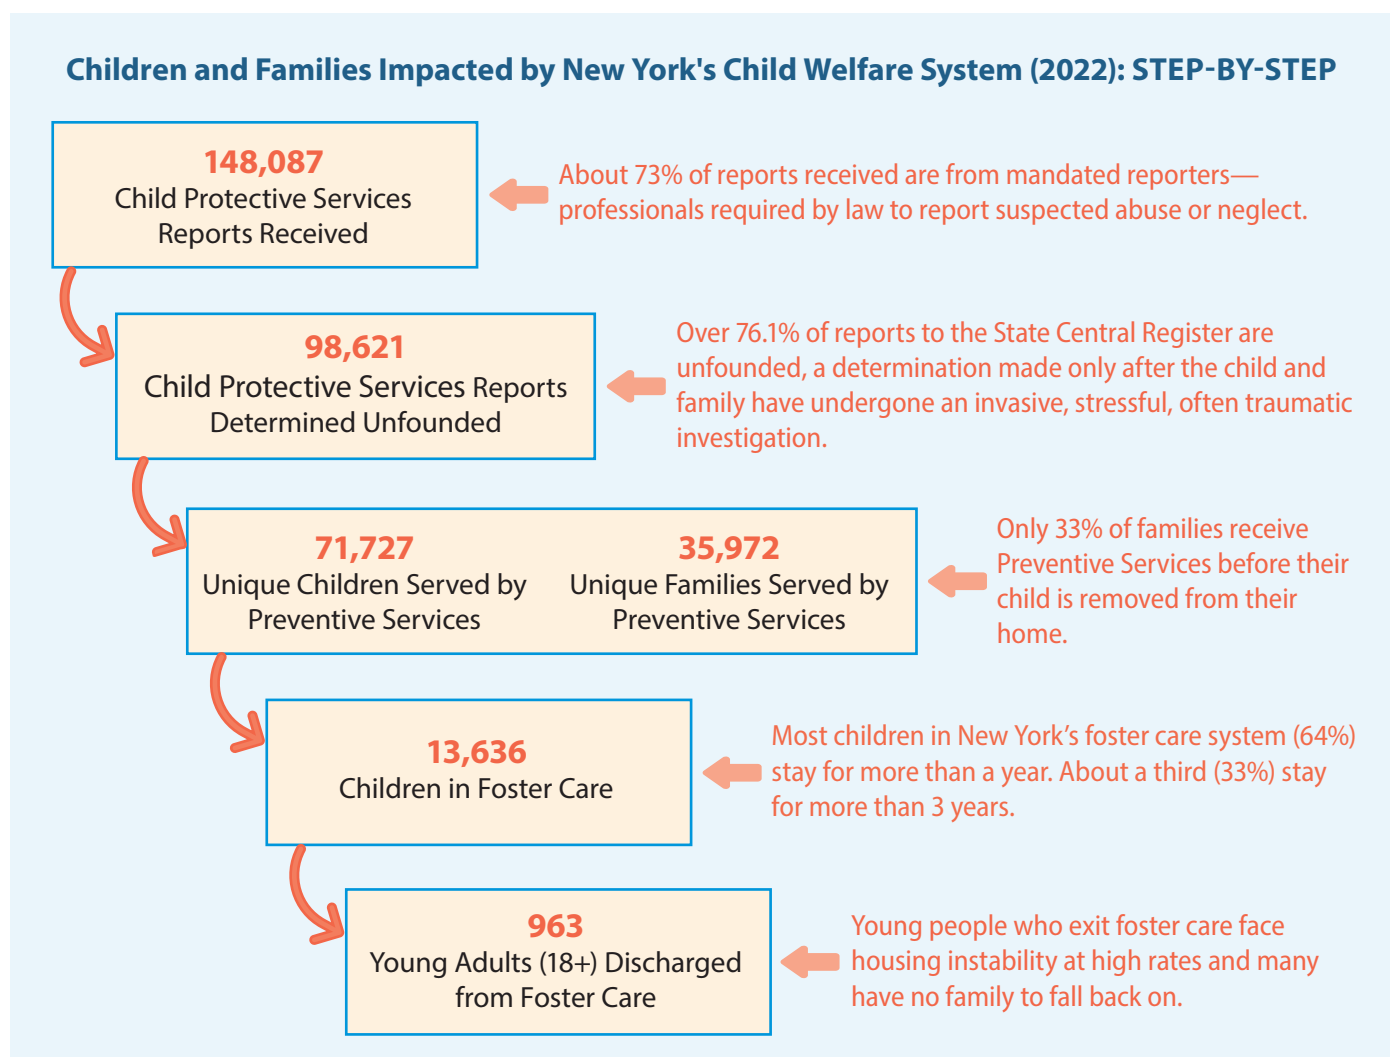 Children and Families Impacted by New York's Child Welfare System (2022): STEP-BY-STEP
148,087
Child Protective Services
Reports Received
About 73% of reports received are from mandated reporters—
professionals required by law to report suspected abuse or neglect.
98,621
Child Protective Services Reports
Determined Unfounded
Over 76.1% of reports to the State Central Register are
unfounded, a determination made only after the child and
family have undergone an invasive, stressful, often traumatic
investigation.
71,727
Unique Children Served by
Preventive Services
35,972
Unique Families Served by
Preventive Services
Only 33% of families receive
Preventive Services before their
child is removed from their
home.
13,636
Children in Foster Care
Most children in New York’s foster care system (64%)
stay for more than a year. About a third (33%) stay
for more than 3 years.
963
Young Adults (18+) Discharged
from Foster Care
Young people who exit foster care face
housing instability at high rates and many
have no family to fall back on.